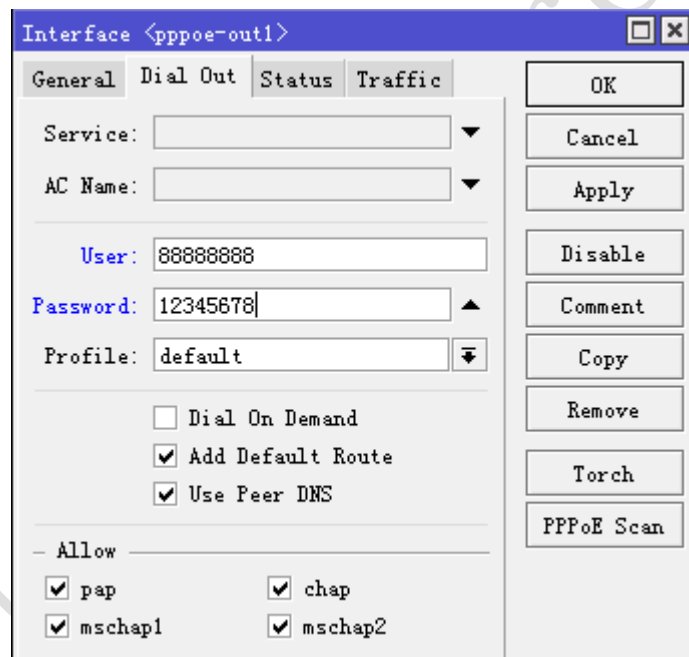 Interface <pppoe-out1>
General Dial Out Status Traffic
OK
Service:
Cancel
AC Name:
Apply
User: 88888888
Disable
Password: 12345678
Comment
Profile: default
Copy
Dial On Demand
Remove
Add Default Route
Torch
Use Peer DNS
PPPoE Scan
Allow
pap chap
mschap1 mschap2